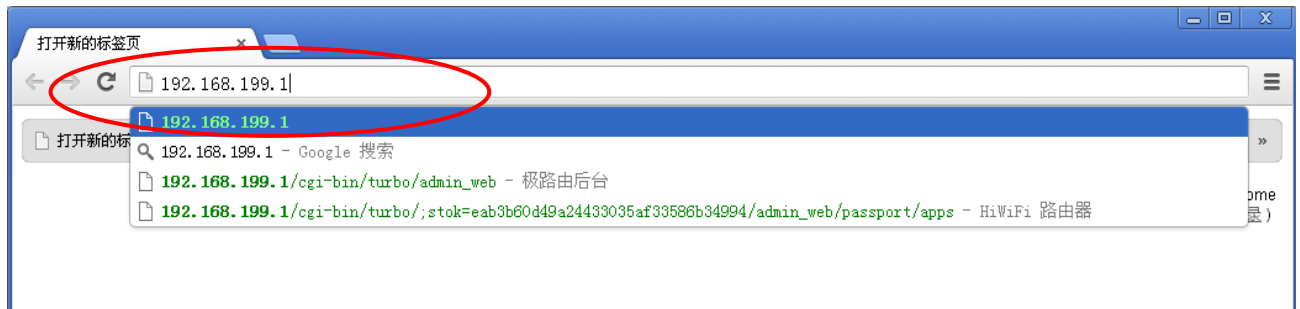 打开新的标签页
192.168.199.1
192.168.199.1
打开新的标
»
192.168.199.1 - Google 搜索
192.168.199.1/cgi-bin/turbo/admin_web - 极路由后台
192.168.199.1/cgi-bin/turbo/;stok=eab3b60d49a24433035af33586b34994/admin_web/passport/apps - HiWiFi 路由器
ome
录)